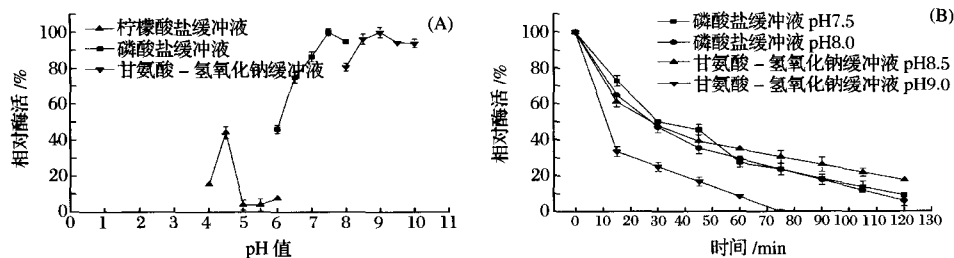 (A)
柠檬酸盐缓冲液
磷酸盐缓冲液
甘氨酸－氢氧化钠缓冲液
相对酶活 /%
100
80
60
40
20
0
0 1 2 3 4 5 6 7 8 9 10 11
pH 值
(B)
磷酸盐缓冲液 pH7.5
磷酸盐缓冲液 pH8.0
甘氨酸－氢氧化钠缓冲液 pH8.5
甘氨酸－氢氧化钠缓冲液 pH9.0
相对酶活 /%
100
80
60
40
20
0
0 10 20 30 40 50 60 70 80 90 100 110 120 130
时间 /min